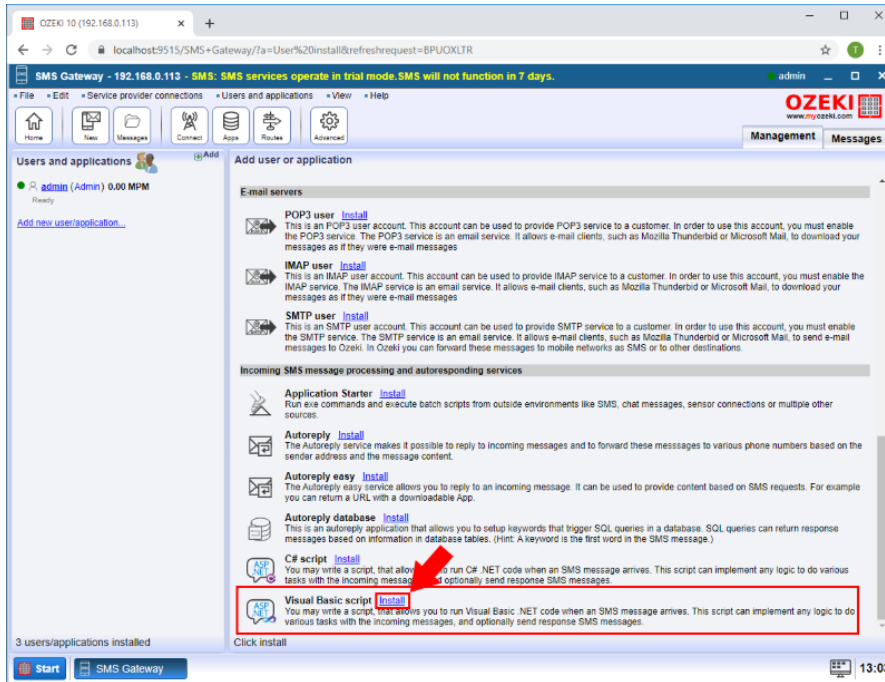 OZEKI 10 (192.168.0.113)
localhost:9515/SMS+Gateway/?a=User%20install&refreshrequest=BPUOXLTR
T
SMS Gateway - 192.168.0.113 - SMS: SMS services operate in trial mode.SMS will not function in 7 days.
admin
File Edit Service provider connections Users and applications View Help
OZEKI
www.myozeki.com
Home New Messages Connect Apps Routes Advanced
Management Messages
Users and applications Add
admin (Admin) 0.00 MPM
Ready
Add new user/application...
3 users/applications installed
Add user or application
E-mail servers
POP3 user Install
This is an POP3 user account. This account can be used to provide POP3 service to a customer. In order to use this account, you must enable
the POP3 service. The POP3 service is an email service. It allows e-mail clients, such as Mozilla Thunderbid or Microsoft Mail, to download your
messages as if they were e-mail messages
IMAP user Install
This is an IMAP user account. This account can be used to provide IMAP service to a customer. In order to use this account, you must enable the
IMAP service. The IMAP service is an email service. It allows e-mail clients, such as Mozilla Thunderbid or Microsoft Mail, to download your
messages as if they were e-mail messages
SMTP user Install
This is an SMTP user account. This account can be used to provide SMTP service to a customer. In order to use this account, you must enable
the SMTP service. The SMTP service is an email service. It allows e-mail clients, such as Mozilla Thunderbid or Microsoft Mail, to send e-mail
messages to Ozeki. In Ozeki you can forward these messages to mobile networks as SMS or to other destinations.
Incoming SMS message processing and autoresponding services
Application Starter Install
Run exe commands and execute batch scripts from outside environments like SMS, chat messages, sensor connections or multiple other
sources.
Autoreply Install
The Autoreply service makes it possible to reply to incoming messages and to forward these messsages to various phone numbers based on the
sender address and the message content.
Autoreply easy Install
The Autoreply easy service allows you to reply to an incoming message. It can be used to provide content based on SMS requests. For example
you can return a URL with a downloadable App.
Autoreply database Install
This is an autoreply application that allows you to setup keywords that trigger SQL queries in a database. SQL queries can return response
messages based on information in database tables. (Hint: A keyword is the first word in the SMS message.)
ASP
NET
C# script Install
You may write a script, that allow to run C# .NET code when an SMS message arrives. This script can implement any logic to do various
tasks with the incoming messag d optionally send response SMS messages.
ASP
NET
Visual Basic script Install
You may write a script, that allows you to run Visual Basic .NET code when an SMS message arrives. This script can implement any logic to do
various tasks with the incoming messages, and optionally send response SMS messages.
Click install
Start SMS Gateway 13:03